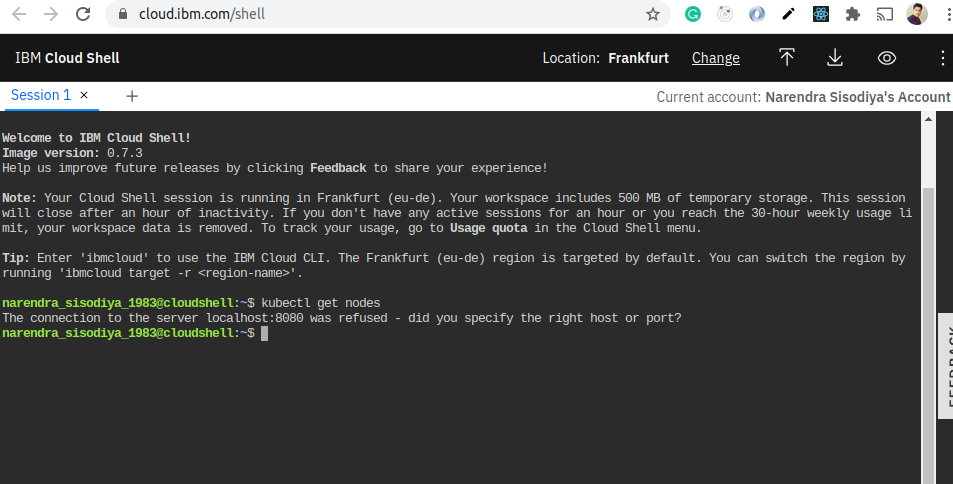 cloud.ibm.com/shell
IBM Cloud Shell
Location: Frankfurt Change
Session 1 × +
Current account: Narendra Sisodiya's Account
Welcome to IBM Cloud Shell!
Image version: 0.7.3
Help us improve future releases by clicking Feedback to share your experience!
Note: Your Cloud Shell session is running in Frankfurt (eu-de). Your workspace includes 500 MB of temporary storage. This session
will close after an hour of inactivity. If you don't have any active sessions for an hour or you reach the 30-hour weekly usage li
mit, your workspace data is removed. To track your usage, go to Usage quota in the Cloud Shell menu.
Tip: Enter 'ibmcloud' to use the IBM Cloud CLI. The Frankfurt (eu-de) region is targeted by default. You can switch the region by
running 'ibmcloud target -r <region-name>'.
narendra_sisodiya_1983@cloudshell:~$ kubectl get nodes
The connection to the server localhost:8080 was refused - did you specify the right host or port?
narendra_sisodiya_1983@cloudshell:~$
FEEDBACK